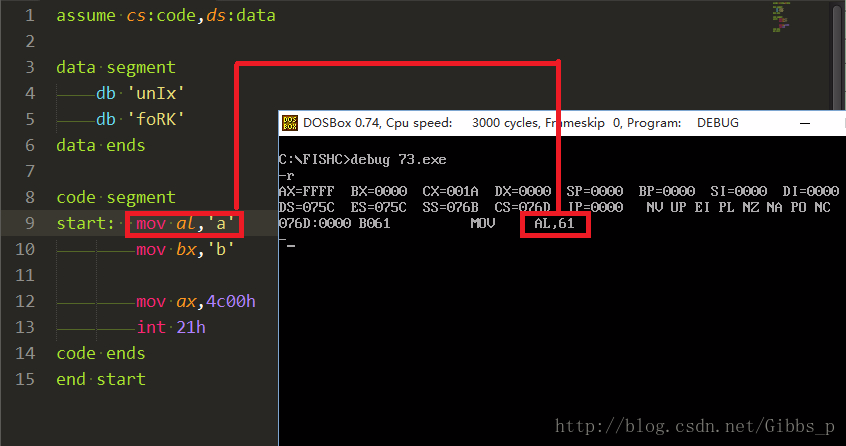 1 assume cs:code,ds:data
2
3 data segment
4 db 'unIx'
5 db 'foRK'
6 data ends
7
8 code segment
9 start: mov al,'a'
10 mov bx,'b'
11
12 mov ax,4c00h
13 int 21h
14 code ends
15 end start
DOSBox 0.74, Cpu speed: 3000 cycles, Frameskip 0, Program: DEBUG
C:\FISHC>debug 73.exe
-r
AX=FFFF BX=0000 CX=001A DX=0000 SP=0000 BP=0000 SI=0000 DI=0000
DS=075C ES=075C SS=076B CS=076D IP=0000 NV UP EI PL NZ NA PO NC
076D:0000 B061 MOV AL,61
-_
http://blog.csdn.net/Gibbs_p